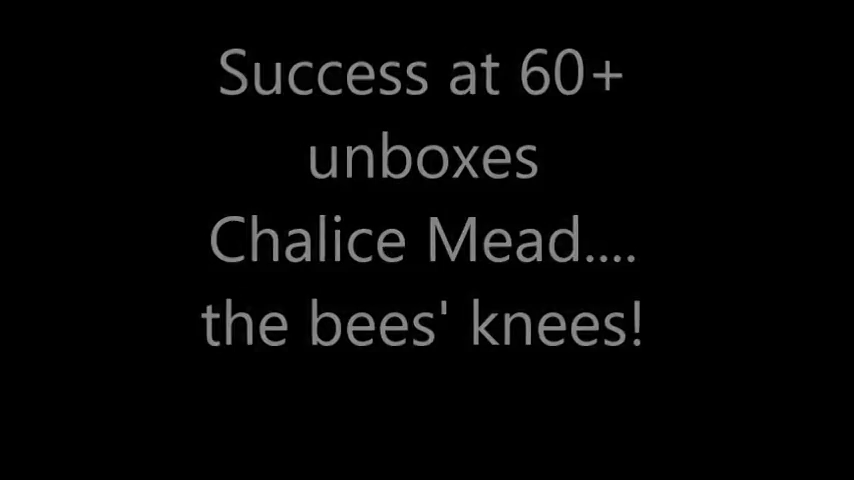 Success at 60+
unboxes
Chalice Mead....
the bees' knees!